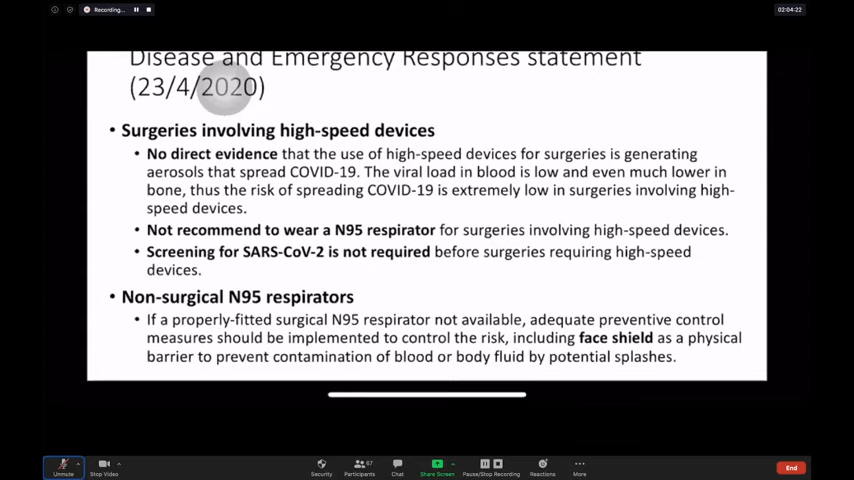 Recording...
02:04:22
Disease and Emergency Responses statement
(23/4/2020)
• Surgeries involving high-speed devices
• No direct evidence that the use of high-speed devices for surgeries is generating
aerosols that spread COVID-19. The viral load in blood is low and even much lower in
bone, thus the risk of spreading COVID-19 is extremely low in surgeries involving high-
speed devices.
• Not recommend to wear a N95 respirator for surgeries involving high-speed devices.
• Screening for SARS-CoV-2 is not required before surgeries requiring high-speed
devices.
• Non-surgical N95 respirators
• If a properly-fitted surgical N95 respirator not available, adequate preventive control
measures should be implemented to control the risk, including face shield as a physical
barrier to prevent contamination of blood or body fluid by potential splashes.
Unmute
Stop Video
Security
Participants
67
Chat
Share Screen
Pause/Stop Recording
Reactions
More
End